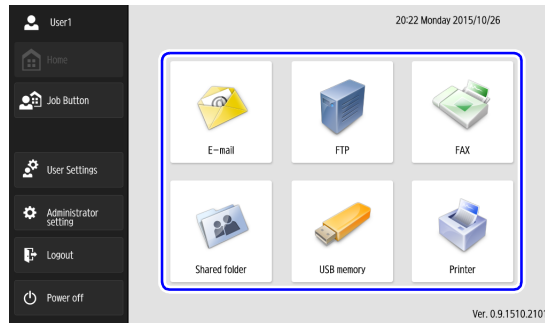 User1
20:22 Monday 2015/10/26
Home
Job Button
User Settings
Administrator
setting
Logout
Power off
E-mail
FTP
FAX
Shared folder
USB memory
Printer
Ver. 0.9.1510.2101